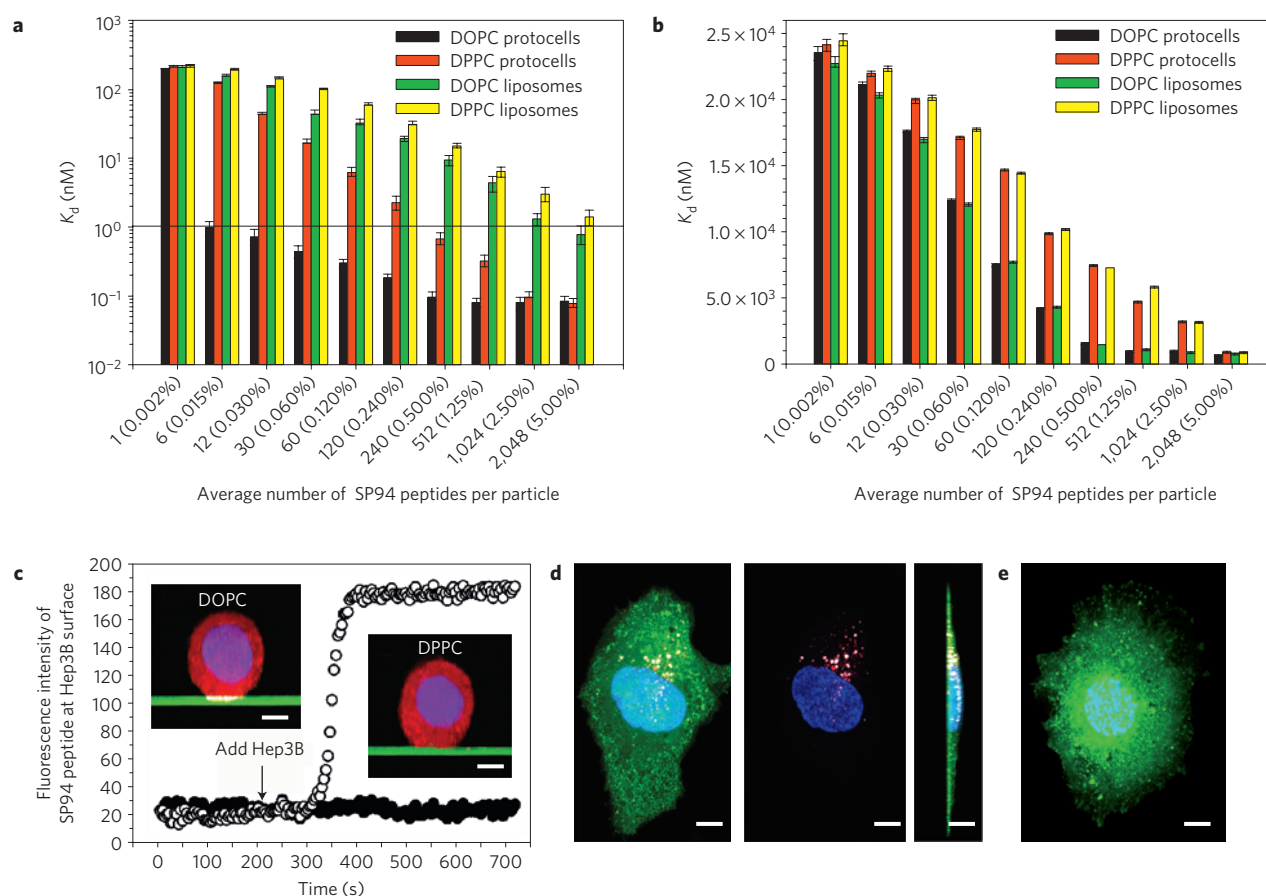 a
10³
10²
10¹
10⁰
10⁻¹
10⁻²
K_d (nM)
DOPC protocells
DPPC protocells
DOPC liposomes
DPPC liposomes
1 (0.002%)
6 (0.015%)
12 (0.030%)
30 (0.060%)
60 (0.120%)
120 (0.240%)
240 (0.500%)
512 (1.25%)
1,024 (2.50%)
2,048 (5.00%)
Average number of SP94 peptides per particle
b
2.5 × 10⁴
2.0 × 10⁴
1.5 × 10⁴
1.0 × 10⁴
5.0 × 10³
0
K_d (nM)
DOPC protocells
DPPC protocells
DOPC liposomes
DPPC liposomes
1 (0.002%)
6 (0.015%)
12 (0.030%)
30 (0.060%)
60 (0.120%)
120 (0.240%)
240 (0.500%)
512 (1.25%)
1,024 (2.50%)
2,048 (5.00%)
Average number of SP94 peptides per particle
c
Fluorescence intensity of
SP94 peptide at Hep3B surface
200
180
160
140
120
100
80
60
40
20
0
DOPC
DPPC
Add Hep3B
0 100 200 300 400 500 600 700
Time (s)
d
e